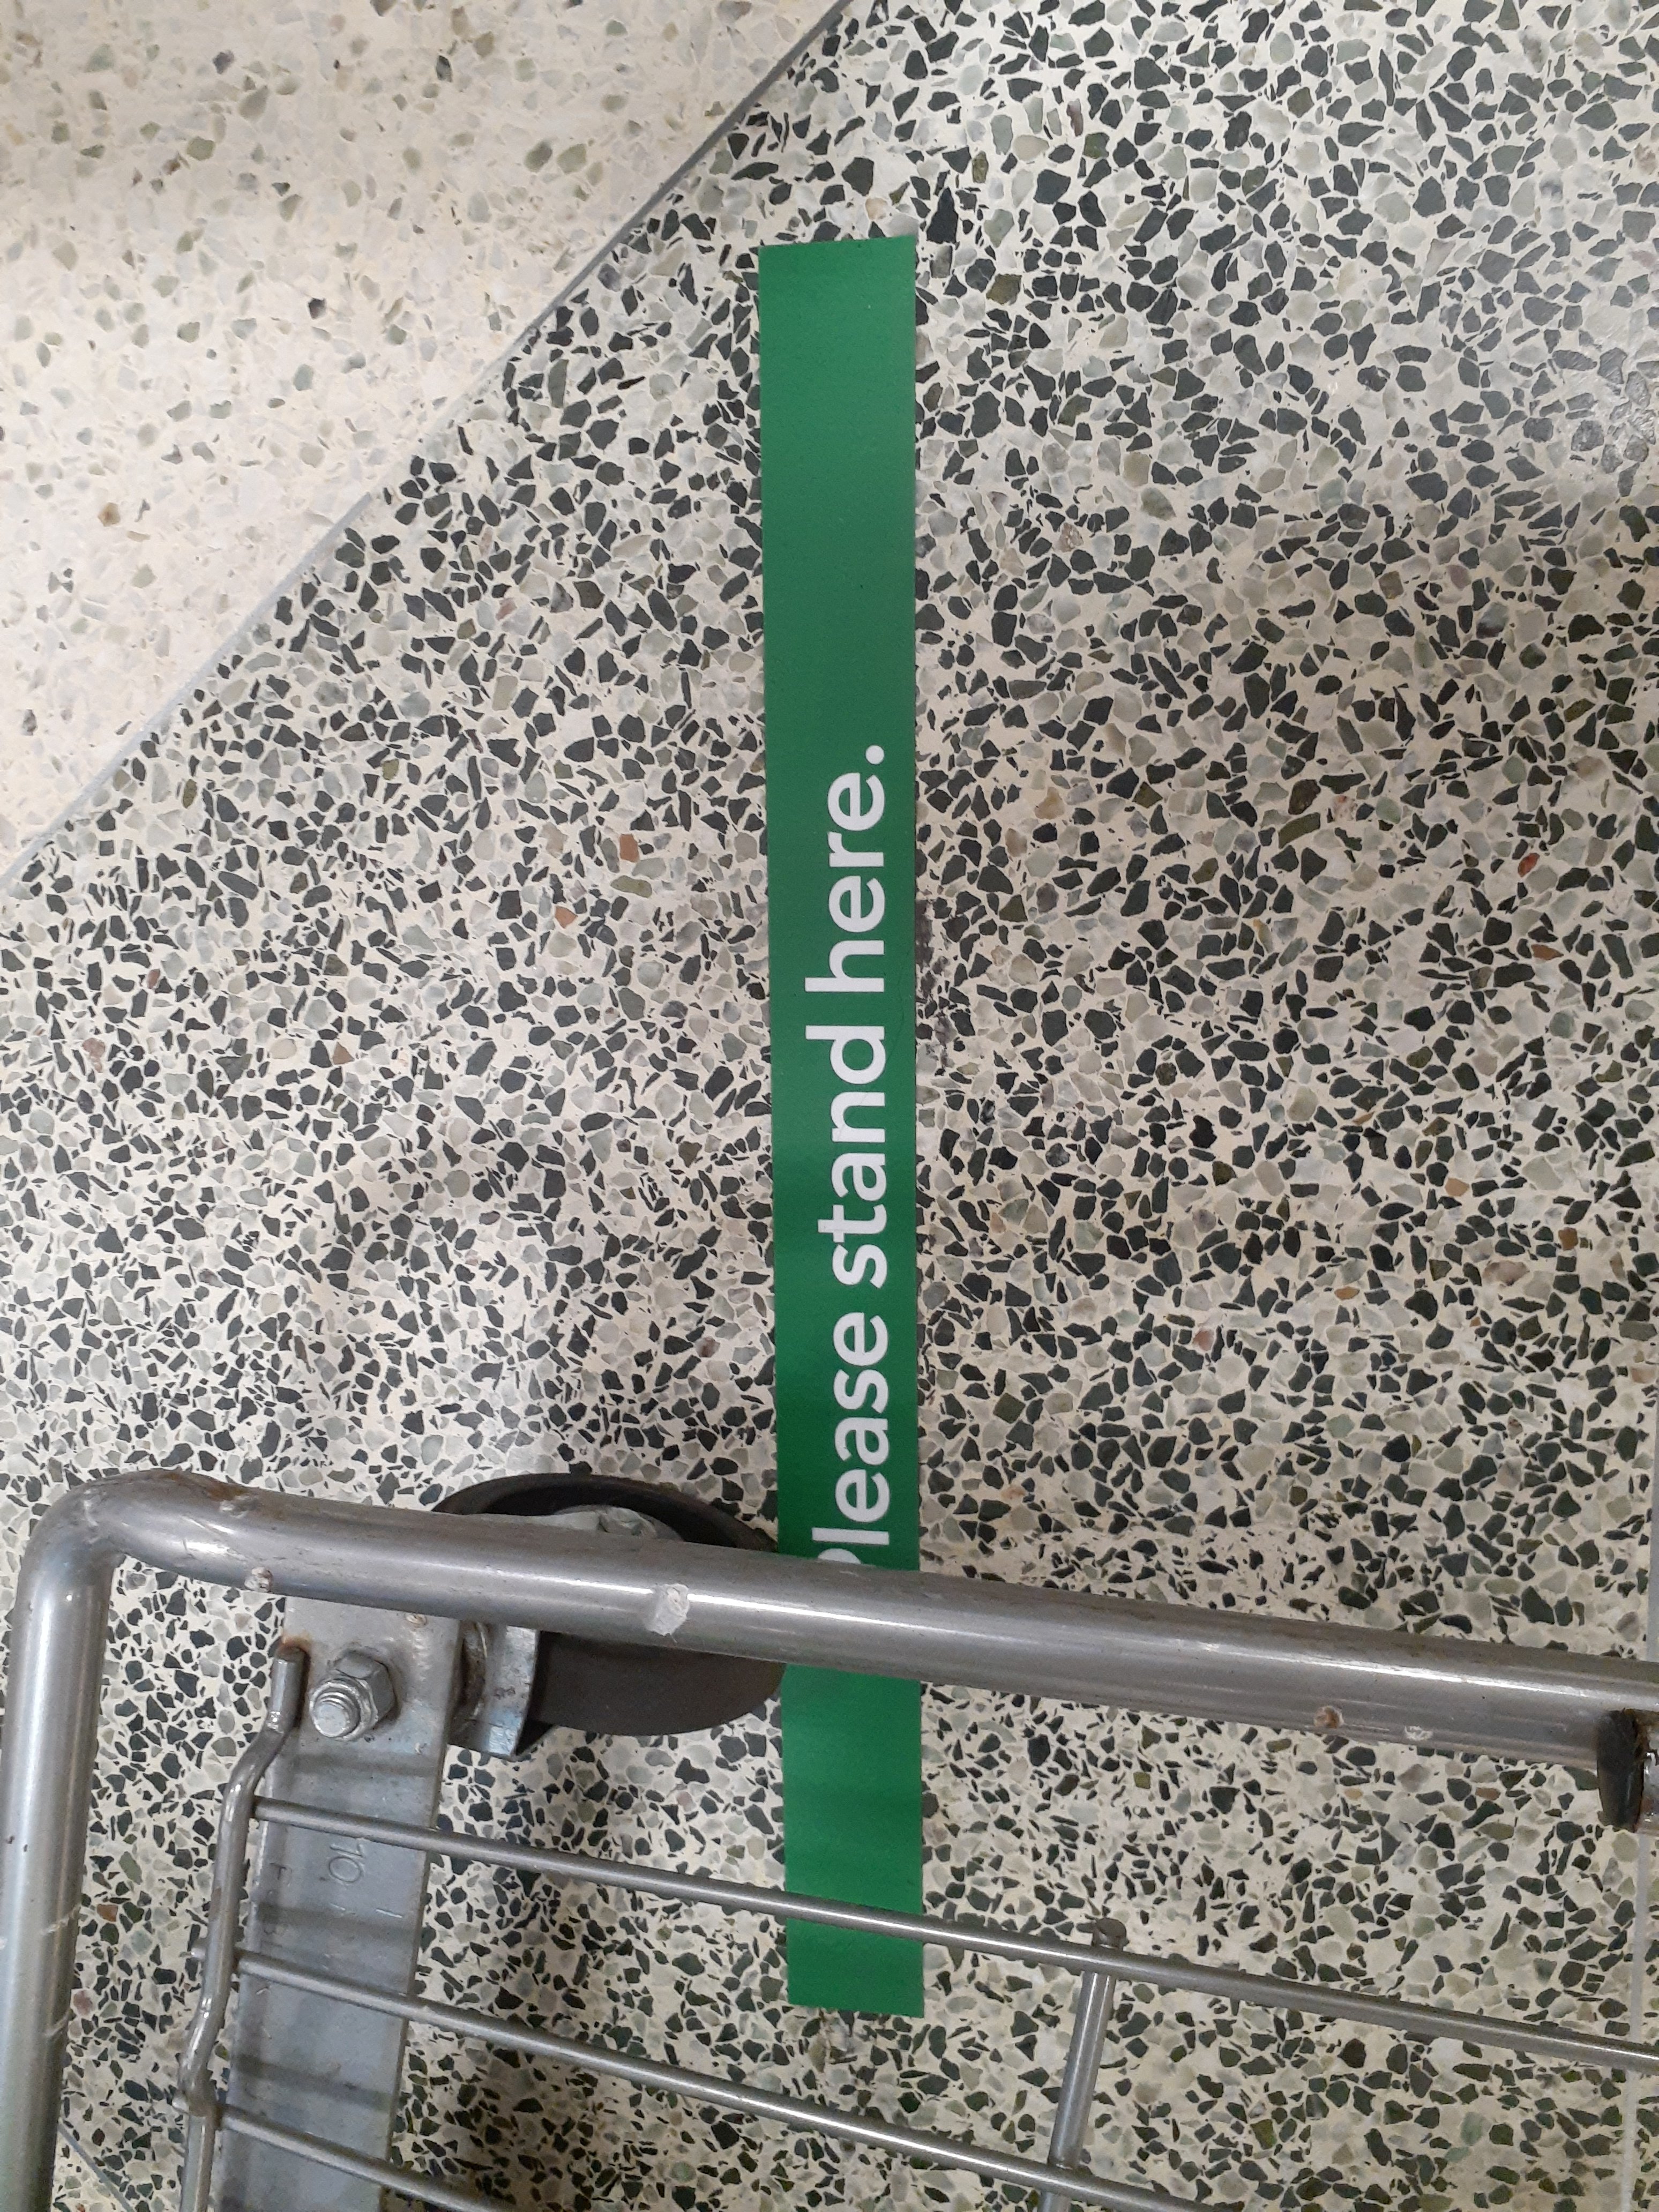 Please stand here.